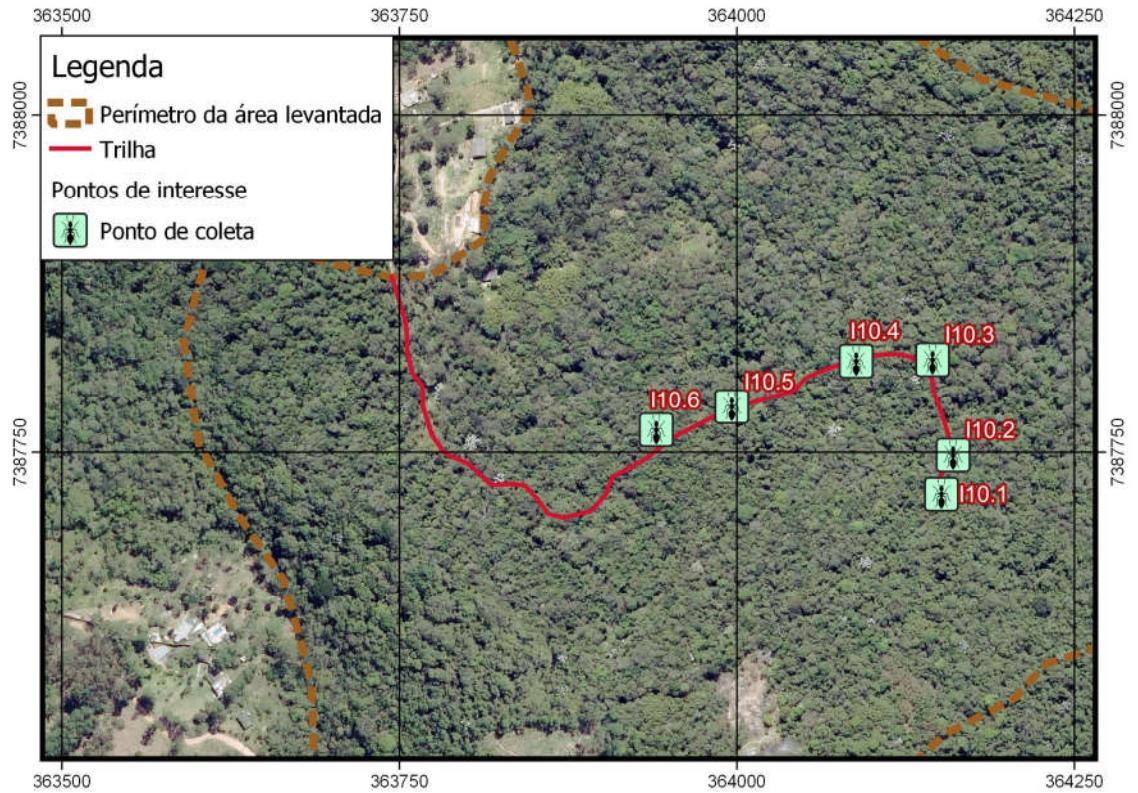 363500 363750 364000 364250
Legenda
Perímetro da área levantada
Trilha
Pontos de interesse
Ponto de coleta
7388000
7388000
I10.4
I10.3
I10.5
I10.6
I10.2
7387750
7387750
I10.1
363500 363750 364000 364250